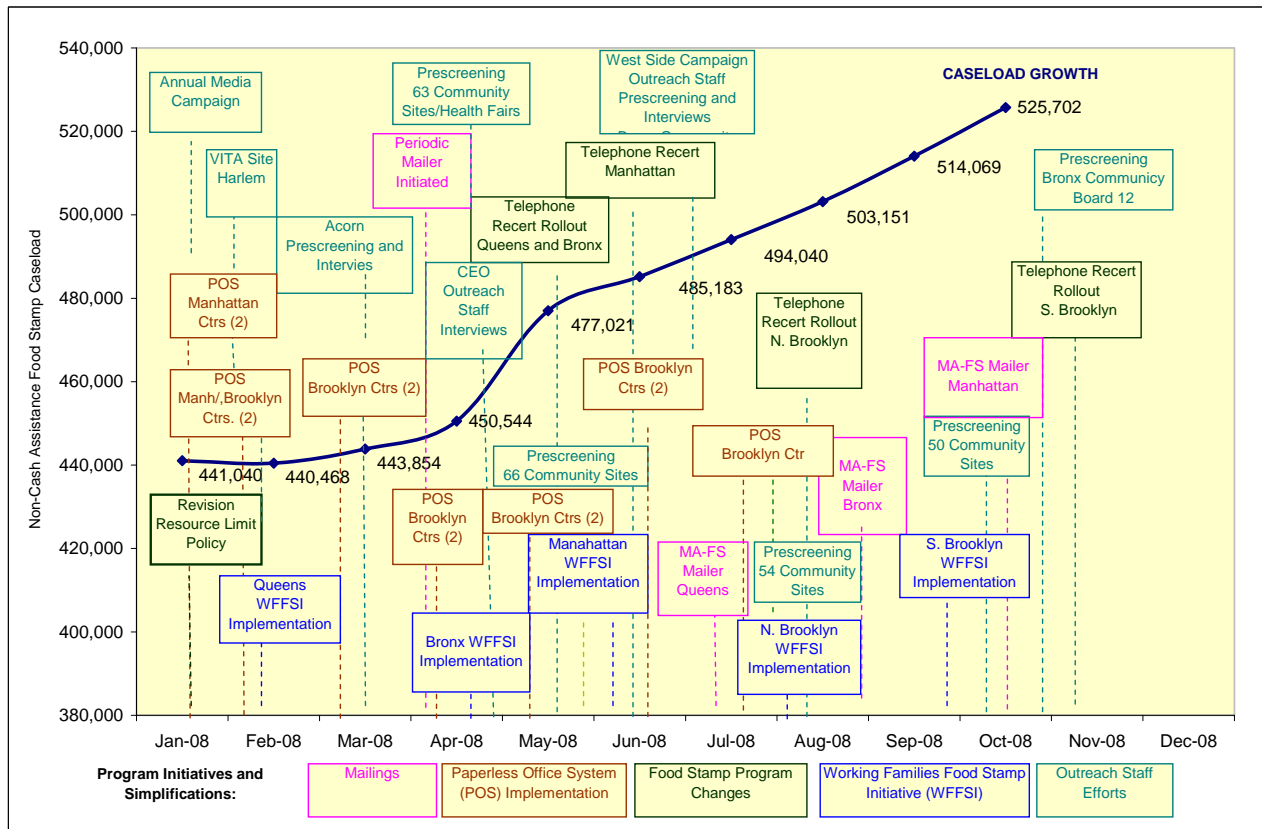 Non-Cash Assistance Food Stamp Caseload
540,000
520,000
500,000
480,000
460,000
440,000
420,000
400,000
380,000
Annual Media
Campaign
VITA Site
Harlem
Acorn
Prescreening and
Intervies
POS
Manhattan
Ctrs (2)
POS
Manh/,Brooklyn
Ctrs. (2)
POS
Brooklyn Ctrs (2)
Revision
Resource Limit
Policy
Queens
WFFSI
Implementation
Prescreening
63 Community
Sites/Health Fairs
Periodic
Mailer
Initiated
Telephone
Recert Rollout
Queens and Bronx
CEO
Outreach
Staff
Interviews
POS
Brooklyn
Ctrs (2)
Bronx WFFSI
Implementation
West Side Campaign
Outreach Staff
Prescreening and
Interviews
Telephone Recert
Manhattan
POS Brooklyn
Ctrs (2)
Prescreening
66 Community Sites
POS
Brooklyn Ctrs (2)
Manahattan
WFFSI
Implementation
MA-FS
Mailer
Queens
POS
Brooklyn Ctr
Telephone
Recert Rollout
N. Brooklyn
Prescreening
54 Community
Sites
N. Brooklyn
WFFSI
Implementation
MA-FS
Mailer
Bronx
S. Brooklyn
WFFSI
Implementation
MA-FS Mailer
Manhattan
Prescreening
50 Community
Sites
Prescreening
Bronx Community
Board 12
Telephone Recert
Rollout
S. Brooklyn
CASELOAD GROWTH
441,040
440,468
443,854
450,544
477,021
485,183
494,040
503,151
514,069
525,702
Jan-08
Feb-08
Mar-08
Apr-08
May-08
Jun-08
Jul-08
Aug-08
Sep-08
Oct-08
Nov-08
Dec-08
Program Initiatives and
Simplifications:
Mailings
Paperless Office System
(POS) Implementation
Food Stamp Program
Changes
Working Families Food Stamp
Initiative (WFFSI)
Outreach Staff
Efforts